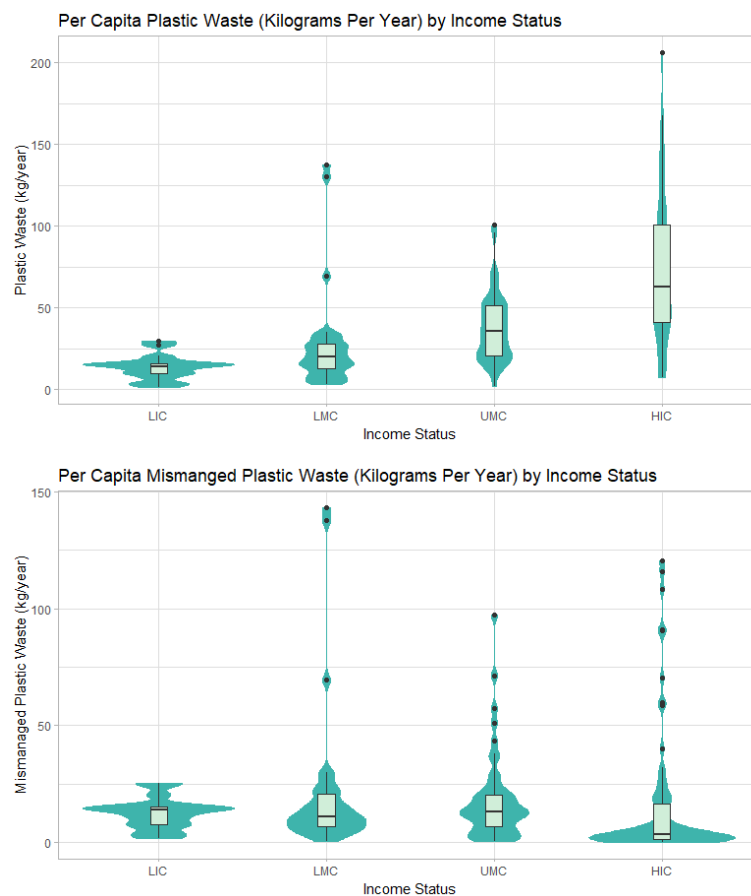 Per Capita Plastic Waste (Kilograms Per Year) by Income Status
200
150
100
50
0
Plastic Waste (kg/year)
LIC LMC UMC HIC
Income Status
Per Capita Mismanged Plastic Waste (Kilograms Per Year) by Income Status
150
100
50
0
Mismanaged Plastic Waste (kg/year)
LIC LMC UMC HIC
Income Status